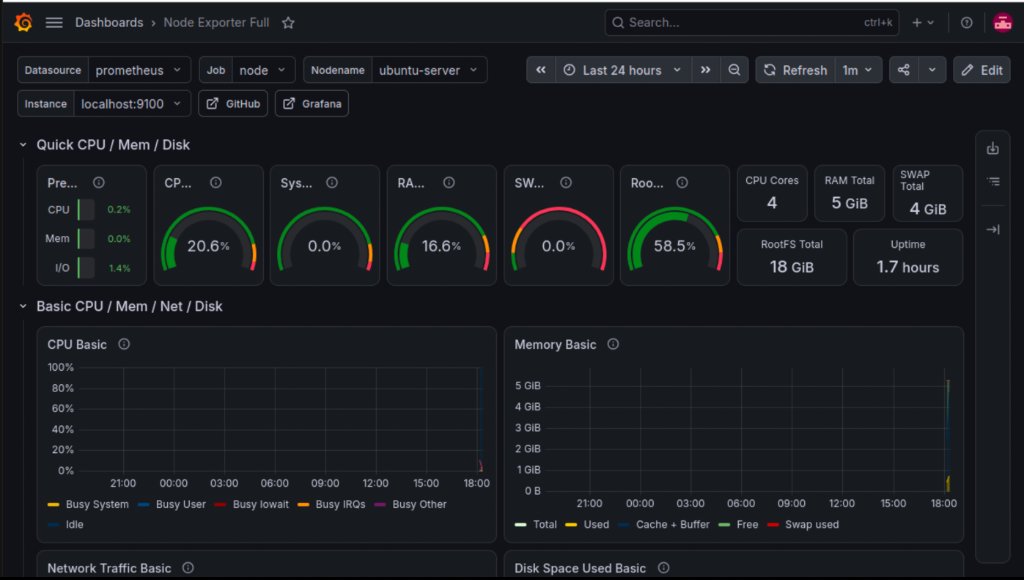 Dashboards › Node Exporter Full
Search...
ctrl+k
Datasource prometheus
Job node
Nodename ubuntu-server
Last 24 hours
Refresh 1m
Edit
Instance localhost:9100
GitHub
Grafana
Quick CPU / Mem / Disk
Pre...
CPU 0.2%
Mem 0.0%
I/O 1.4%
CP...
20.6%
Sys...
0.0%
RA...
16.6%
SW...
0.0%
Roo...
58.5%
CPU Cores
4
RAM Total
5 GiB
SWAP
Total
4 GiB
RootFS Total
18 GiB
Uptime
1.7 hours
Basic CPU / Mem / Net / Disk
CPU Basic
100%
80%
60%
40%
20%
0%
21:00 00:00 03:00 06:00 09:00 12:00 15:00 18:00
Busy System Busy User Busy Iowait Busy IRQs Busy Other
Idle
Memory Basic
5 GiB
4 GiB
3 GiB
2 GiB
1 GiB
0 B
21:00 00:00 03:00 06:00 09:00 12:00 15:00 18:00
Total Used Cache + Buffer Free Swap used
Network Traffic Basic
Disk Space Used Basic